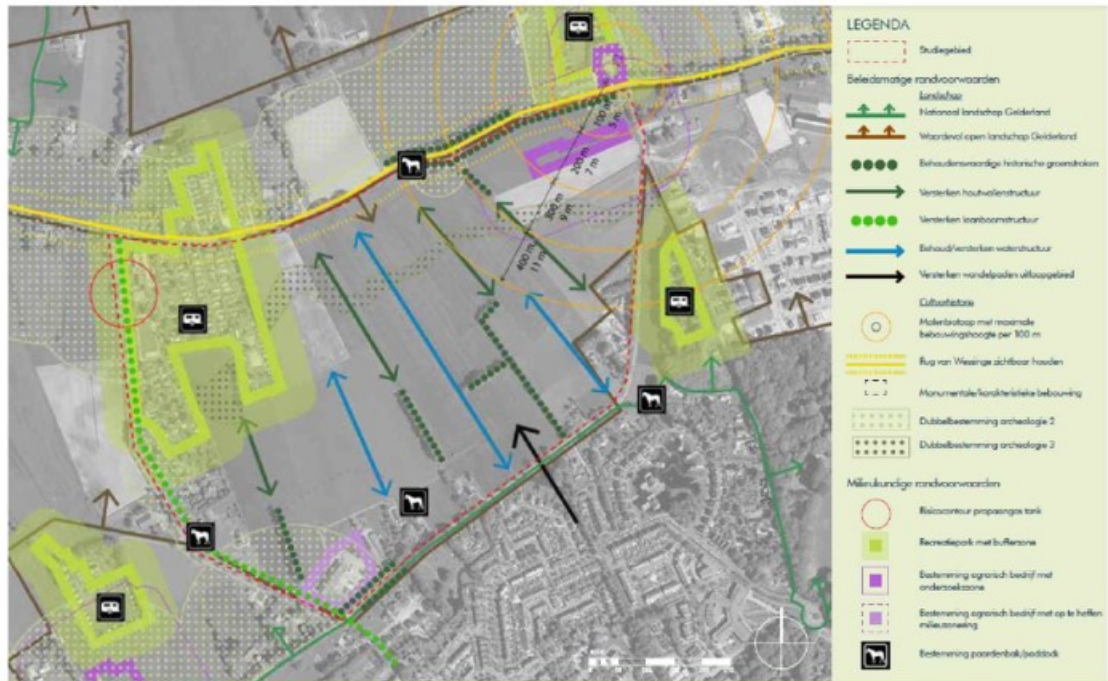 100 m
5 m
200 m
7 m
300 m
9 m
400 m
11 m
LEGENDA
Studiegebied
Beleidsmatige randvoorwaarden
Landschap
Nationaal landschap Gelderland
Waardevol open landschap Gelderland
Behoudenswaardige historische groenstroken
Versterken houtwallenstructuur
Versterken laanboomstructuur
Behoud/versterken waterstructuur
Versterken wandelpaden uitloopgebied
Cultuurhistorie
Molenbiotoop met maximale
bebouwingshoogte per 100 m
Rug van Wessinge zichtbaar houden
Monumentale/karakteristieke bebouwing
Dubbelbestemming archeologie 2
Dubbelbestemming archeologie 3
Milieukundige randvoorwaarden
Risicocontour propaangas tank
Recreatiepark met bufferzone
Bestemming agrarisch bedrijf met
onderzoekszone
Bestemming agrarisch bedrijf met op te heffen
milieuzonering
Bestemming paardenbak/paddock